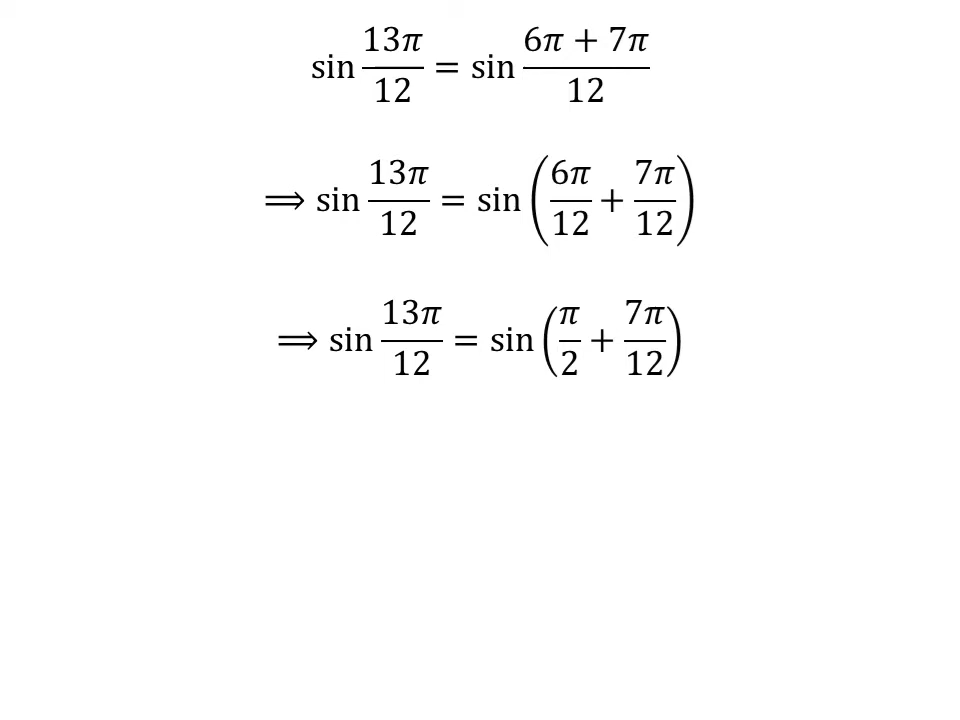 sin 13π/12 = sin (6π + 7π)/12
⟹ sin 13π/12 = sin (6π/12 + 7π/12)
⟹ sin 13π/12 = sin (π/2 + 7π/12)